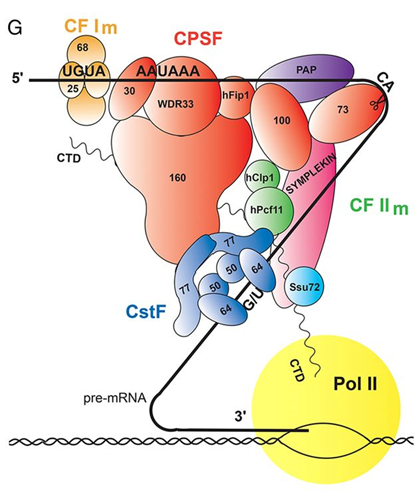 G
CF Im
CPSF
68
5'
UGUA
AAUAAA
PAP
CA
25
30
WDR33
hFip1
100
73
CTD
160
hClp1
SYMPLEKIN
hPcf11
CF IIm
77
77
50
64
50
64
G/U
Ssu72
CstF
CTD
Pol II
pre-mRNA
3'